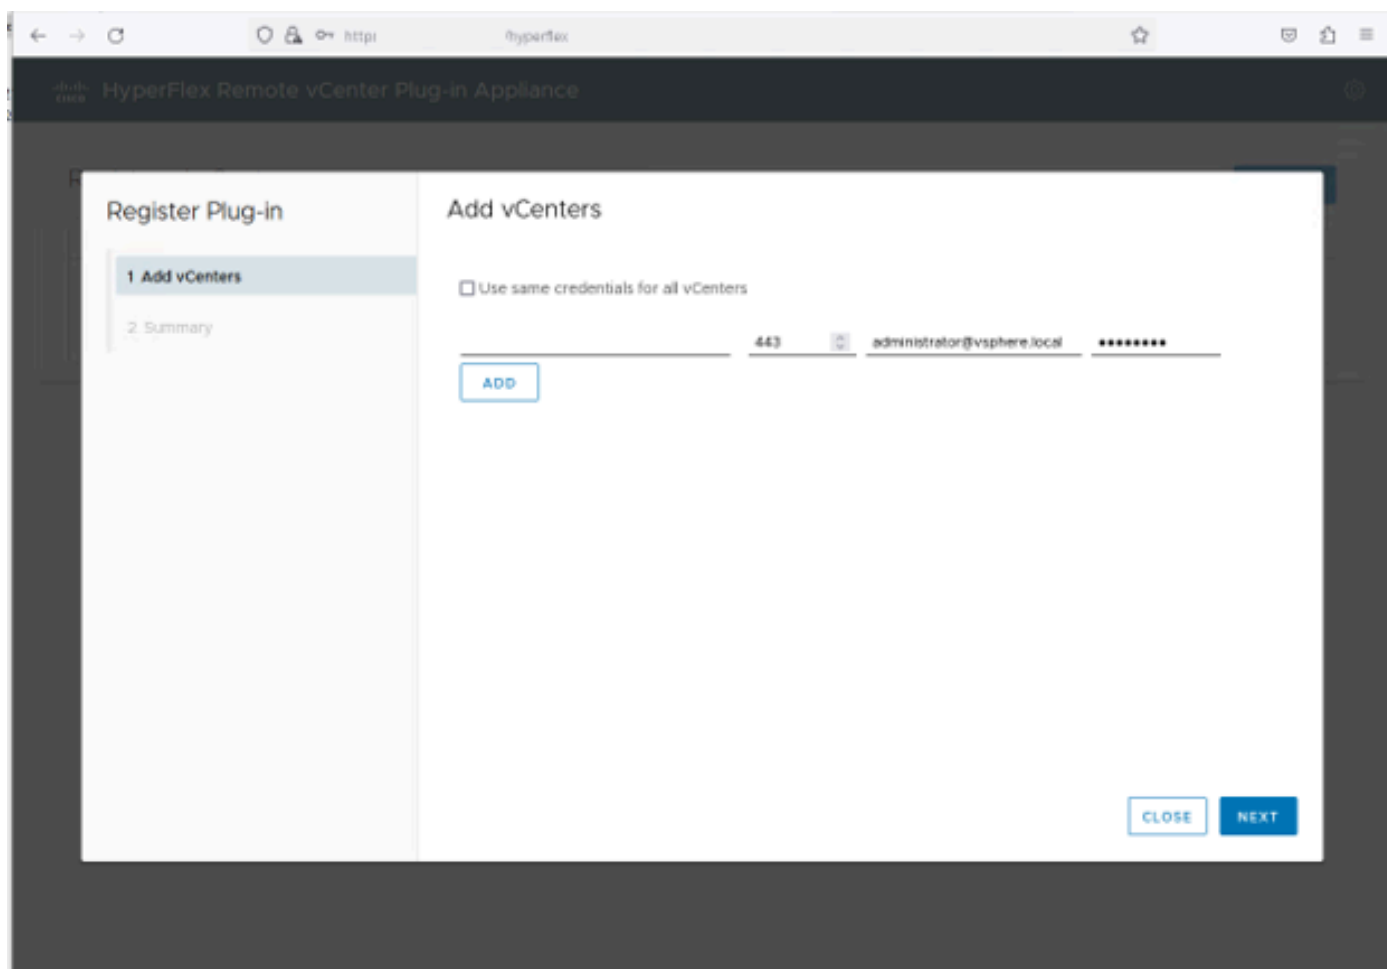 http
/hyperflex
CISCO HyperFlex Remote vCenter Plug-in Appliance
Register Plug-in
1 Add vCenters
2 Summary
Add vCenters
Use same credentials for all vCenters
443 administrator@vsphere.local ••••••••
ADD
CLOSE NEXT